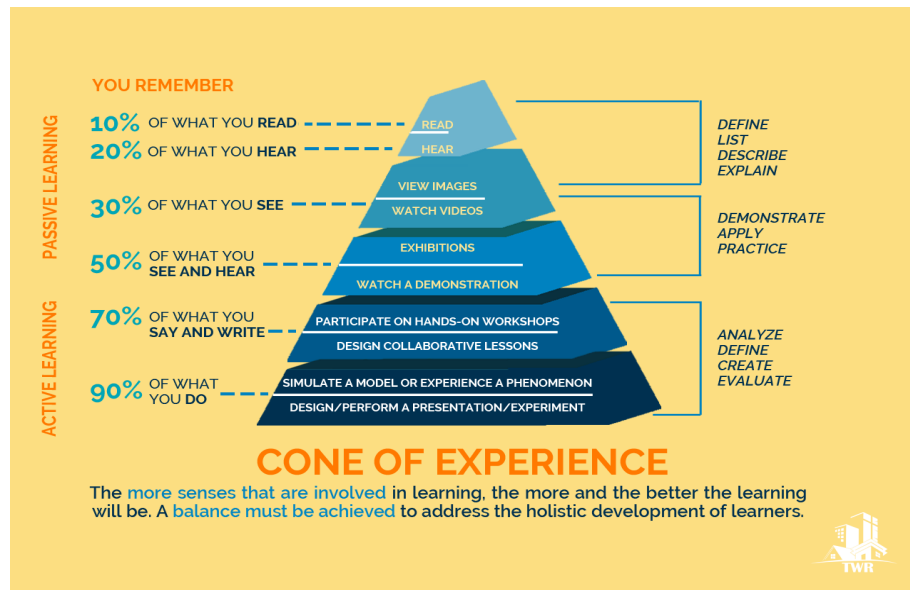 YOU REMEMBER
PASSIVE LEARNING
10% OF WHAT YOU READ
20% OF WHAT YOU HEAR
30% OF WHAT YOU SEE
50% OF WHAT YOU
SEE AND HEAR
ACTIVE LEARNING
70% OF WHAT YOU
SAY AND WRITE
90% OF WHAT
YOU DO
READ
HEAR
VIEW IMAGES
WATCH VIDEOS
EXHIBITIONS
WATCH A DEMONSTRATION
PARTICIPATE ON HANDS-ON WORKSHOPS
DESIGN COLLABORATIVE LESSONS
SIMULATE A MODEL OR EXPERIENCE A PHENOMENON
DESIGN/PERFORM A PRESENTATION/EXPERIMENT
DEFINE
LIST
DESCRIBE
EXPLAIN
DEMONSTRATE
APPLY
PRACTICE
ANALYZE
DEFINE
CREATE
EVALUATE
CONE OF EXPERIENCE
The more senses that are involved in learning, the more and the better the learning
will be. A balance must be achieved to address the holistic development of learners.
TWR